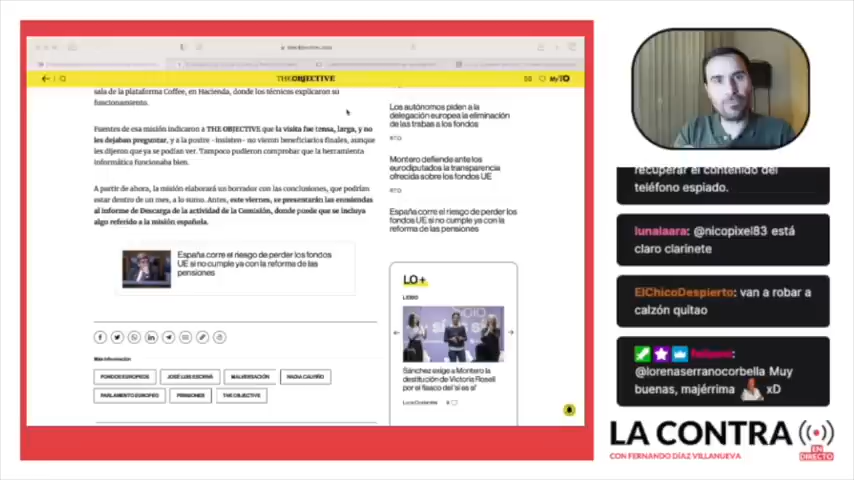 THE OBJECTIVE
sala de la plataforma Coffee, en Hacienda, donde los técnicos explicaron su
funcionamiento.
Fuentes de esa misión indicaron a THE OBJECTIVE que la visita fue tensa, larga, y no
les dejaban preguntar, y a la postre -insisten- no vieron beneficiarios finales, aunque
les dijeron que ya se podían ver. Tampoco pudieron comprobar que la herramienta
informática funcionaba bien.
A partir de ahora, la misión elaborará un borrador con las conclusiones, que podrían
estar dentro de un mes, a lo sumo. Antes, este viernes, se presentarán las enmiendas
al informe de Descarga de la actividad de la Comisión, donde puede que se incluya
algo referido a la misión española.
España corre el riesgo de perder los fondos
UE si no cumple ya con la reforma de las
pensiones
Más información
FONDOS EUROPEOS
JOSÉ LUIS ESCRIVÁ
MALVERSACIÓN
NADIA CALVIÑO
PARLAMENTO EUROPEO
PENSIONES
THE OBJECTIVE
Los autónomos piden a la
delegación europea la eliminación
de las trabas a los fondos
Montero defiende ante los
eurodiputados la transparencia
ofrecida sobre los fondos UE
España corre el riesgo de perder los fondos
UE si no cumple ya con la reforma de
las pensiones
LO+
LEÍDO
Sánchez exige a Montero la
destitución de Victoria Rosell
por el fiasco del 'sí es sí'
recuperar el contenido del
teléfono espiado.
lunalaara: @nicopixel83 está
claro clarinete
ElChicoDespierto: van a robar a
calzón quitao
@lorenaserranocorbella Muy
buenas, majérrima xD
LA CONTRA
EN DIRECTO
CON FERNANDO DÍAZ VILLANUEVA